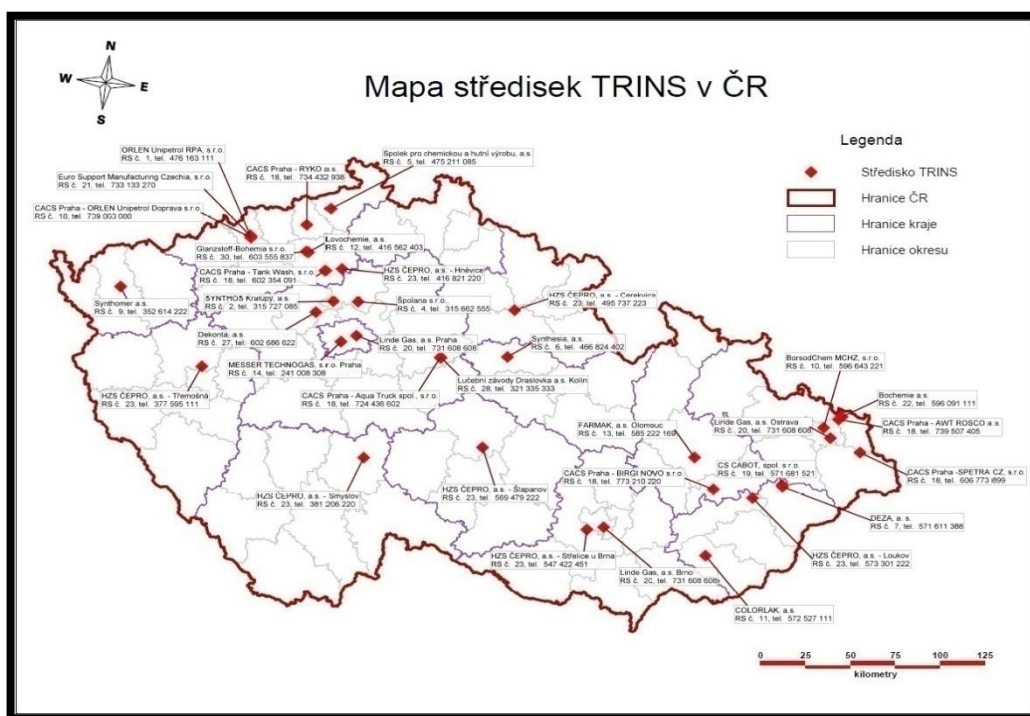 N
W E
S
Mapa středisek TRINS v ČR
Legenda
Středisko TRINS
Hranice ČR
Hranice kraje
Hranice okresu
ORLEN Unipetrol RPA, s.r.o.
RS č. 1, 476 163 111
Euro Support Manufacturing Czechia, s.r.o.
RS č. 21, 733 133 270
CACS Praha - ORLEN Unipetrol Doprava s.r.o.
RS č. 10, 739 003 000
CACS Praha - RYKO a.s.
RS č. 18, 734 432 938
Spolek pro chemickou a hutní výrobu, a.s.
RS č. 5, tel. 475 211 085
Lovochemie, a.s.
RS č. 12, 416 562 403
Glanzstoff-Bohemia s.r.o.
RS č. 30, 603 555 837
CACS Praha - Tank Wash, s.r.o.
RS č. 18, tel. 602 354 091
HZS ČEPRO, a.s. - Hněvice
RS č. 23, tel. 416 821 220
SYNTHOS Kralupy, a.s.
RS č. 2, tel. 315 727 085
Spolana s.r.o.
RS č. 4, tel. 315 662 555
HZS ČEPRO, a.s. - Cerekvice
RS č. 23, tel. 495 737 223
Synthomer a.s.
RS č. 9, tel. 352 614 222
Dekonta, a.s.
RS č. 27, tel. 602 686 622
Linde Gas, a.s. Praha
RS č. 20, tel. 731 608 608
Synthesia, a.s.
RS č. 6, tel. 466 824 402
MESSER TECHNOGAS, s.r.o. Praha
RS č. 14, tel. 241 008 308
Lučební závody Draslovka a.s. Kolín
RS č. 28, tel. 321 335 333
HZS ČEPRO, a.s. - Třemošná
RS č. 23, tel. 377 595 111
CACS Praha - Aqua Truck spol., s.r.o.
RS č. 18, tel. 724 436 602
BorsodChem MCHZ, s.r.o.
RS č. 10, tel. 596 643 221
Bochemie a.s.
RS č. 22, tel. 596 091 111
Linde Gas, a.s. Ostrava
RS č. 20, tel. 731 608 608
CACS Praha - AWT ROSCO a.s.
RS č. 18, tel. 739 507 405
FARMAK, a.s. Olomouc
RS č. 13, tel. 585 222 169
CS CABOT, spol. s r.o.
RS č. 19, tel. 571 681 521
CACS Praha -SPETRA CZ, s.r.o.
RS č. 18, tel. 606 773 899
CACS Praha - BIRGI NOVO s.r.o.
RS č. 18, tel. 773 210 220
HZS ČEPRO, a.s. - Smyslov
RS č. 23, tel. 381 206 220
HZS ČEPRO, a.s. - Šlapanov
RS č. 23, tel. 569 479 222
DEZA, a. s.
RS č. 7, tel. 571 611 388
HZS ČEPRO, a.s. - Střelice u Brna
RS č. 23, tel. 547 422 451
Linde Gas, a.s. Brno
RS č. 20, tel. 731 608 608
HZS ČEPRO, a.s. - Loukov
RS č. 23, tel. 573 301 222
COLORLAK, a.s.
RS č. 11, tel. 572 527 111
0 25 50 75 100 125
kilometry